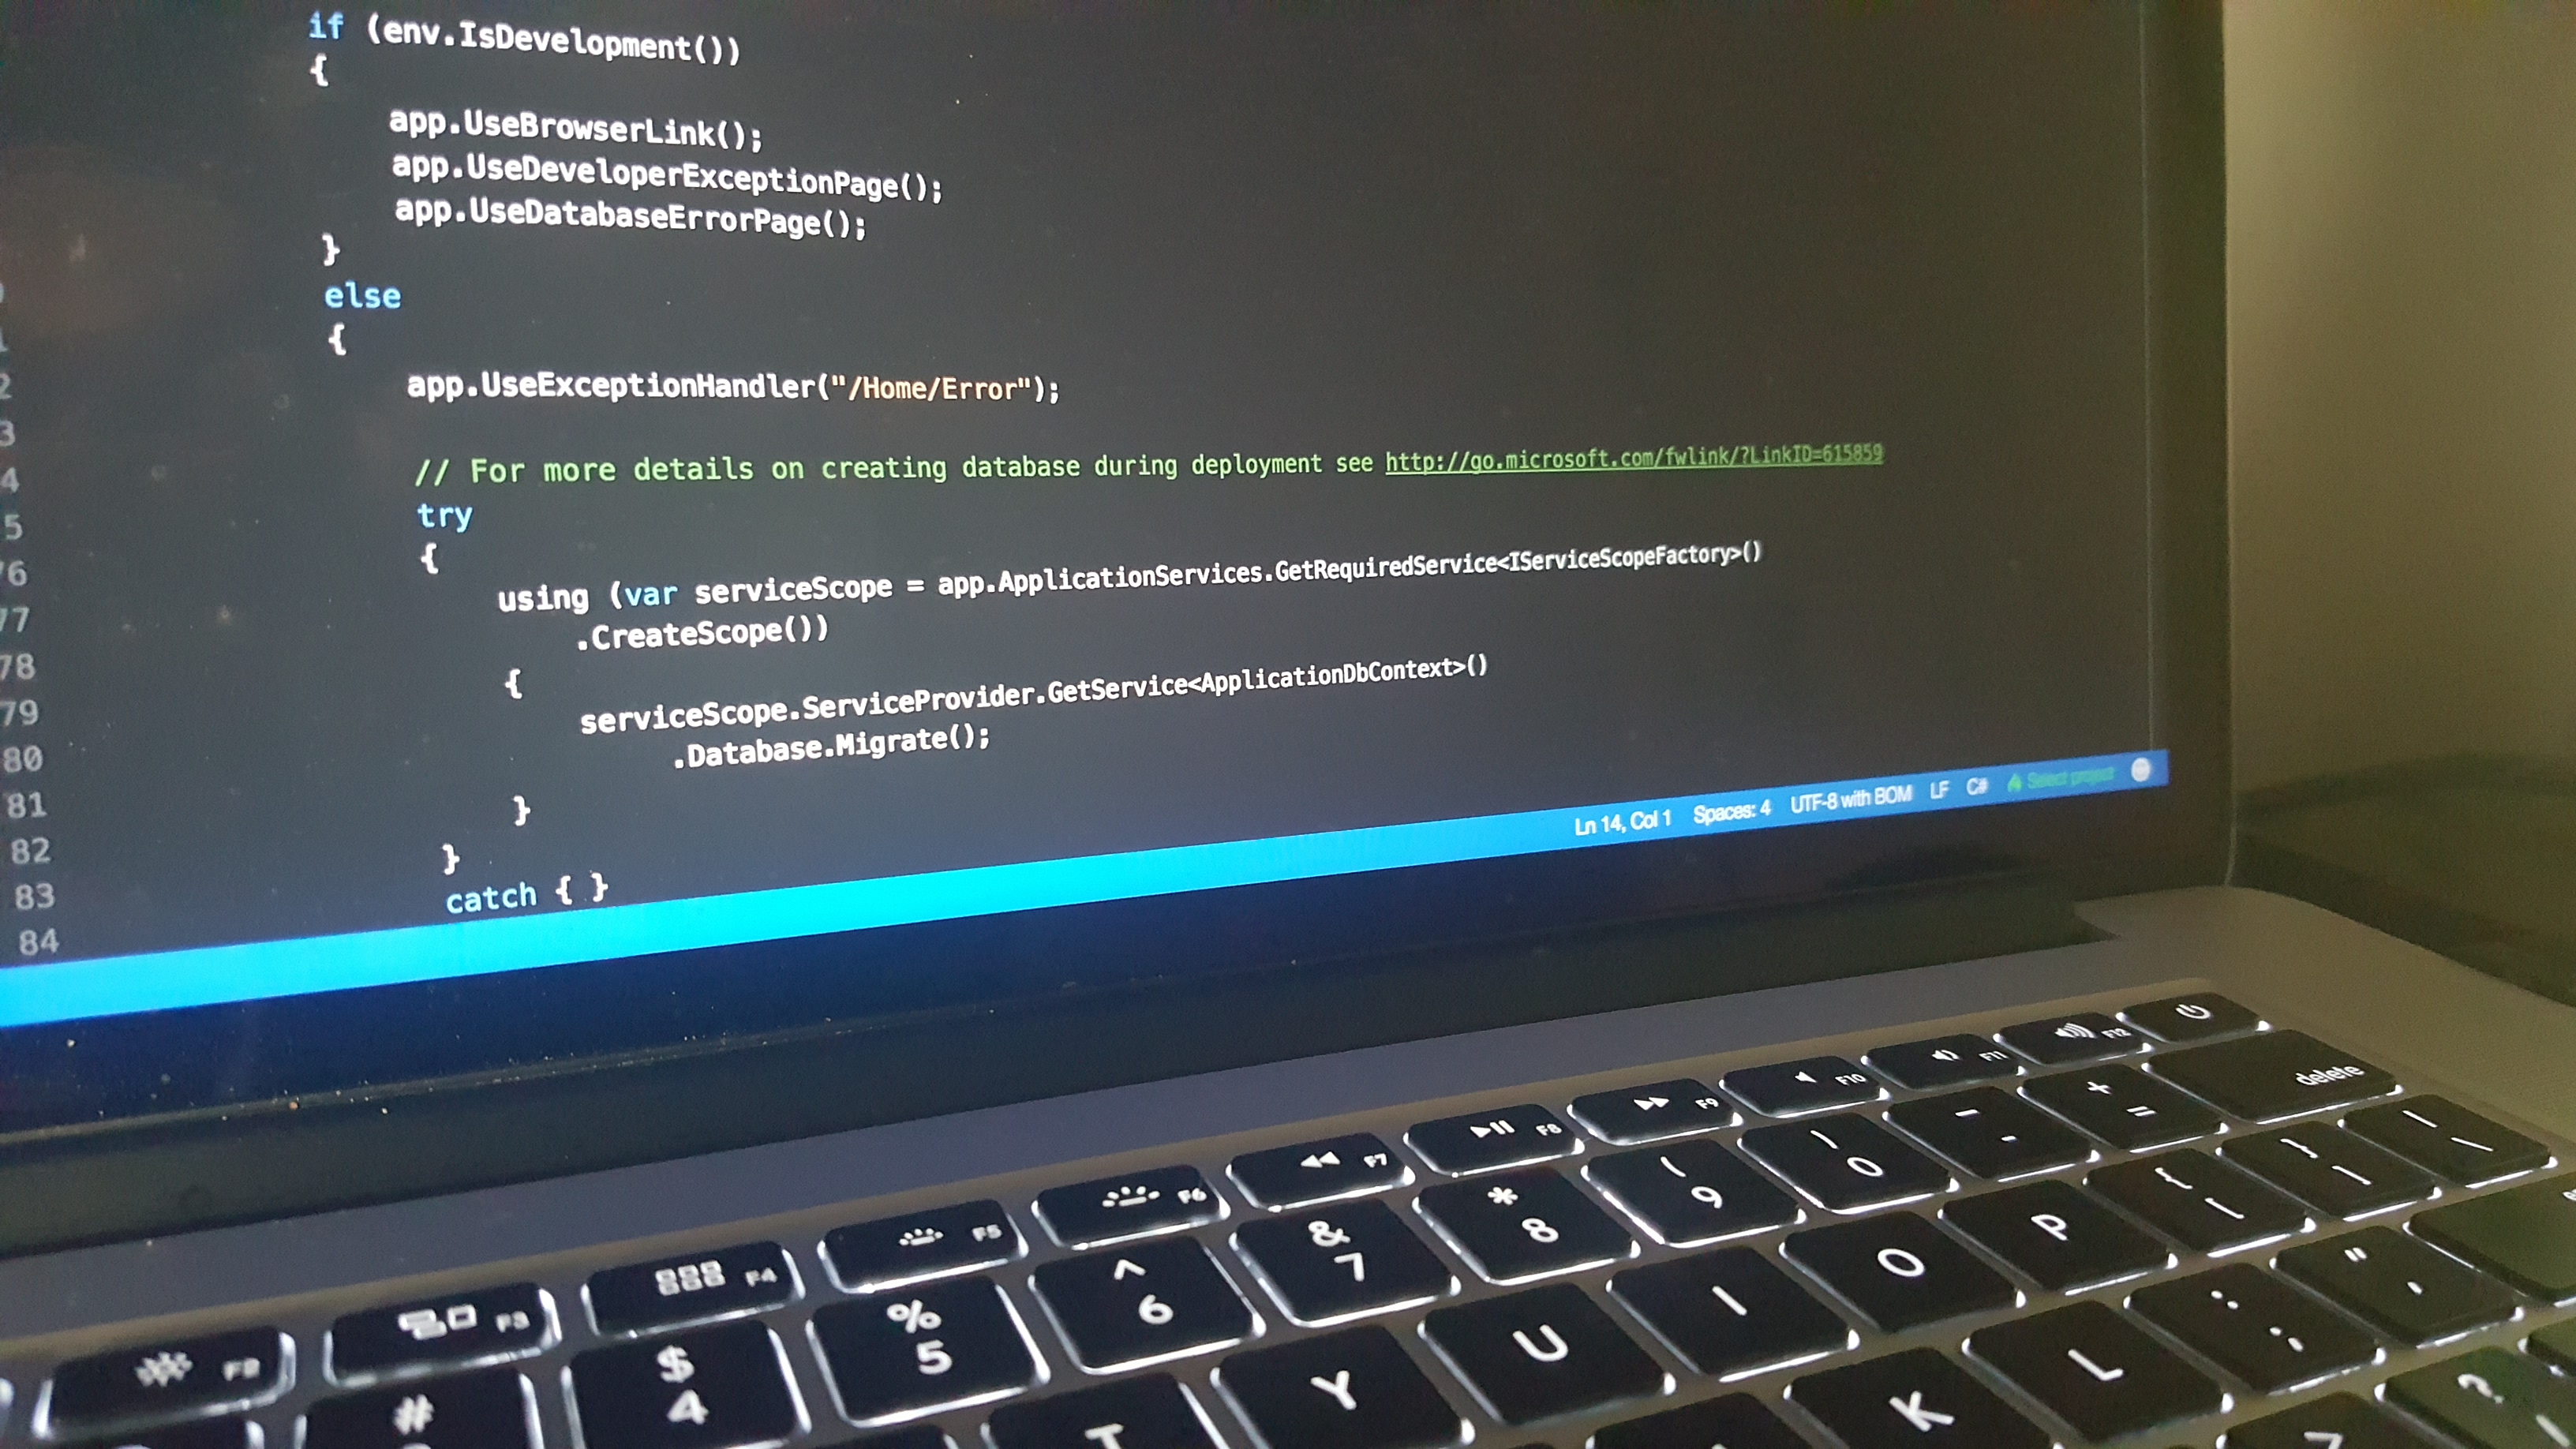 if (env.IsDevelopment())
{
app.UseBrowserLink();
app.UseDeveloperExceptionPage();
app.UseDatabaseErrorPage();
}
else
{
app.UseExceptionHandler("/Home/Error");
// For more details on creating database during deployment see http://go.microsoft.com/fwlink/?LinkID=615859
try
{
using (var serviceScope = app.ApplicationServices.GetRequiredService<IServiceScopeFactory>()
.CreateScope())
{
serviceScope.ServiceProvider.GetService<ApplicationDbContext>()
.Database.Migrate();
}
}
catch { }
2
3
4
5
76
77
78
79
80
81
82
83
84
Ln 14, Col 1 Spaces: 4 UTF-8 with BOM LF C# Select project
F2 F3 F4 F5 F6 F7 F8 F9 F10 F11 F12
# $ 4 % 5 ^ 6 & 7 * 8 ( 9 ) 0 _ - + = delete
T Y U I O P { [ } ] | \
K L : ; " '
?